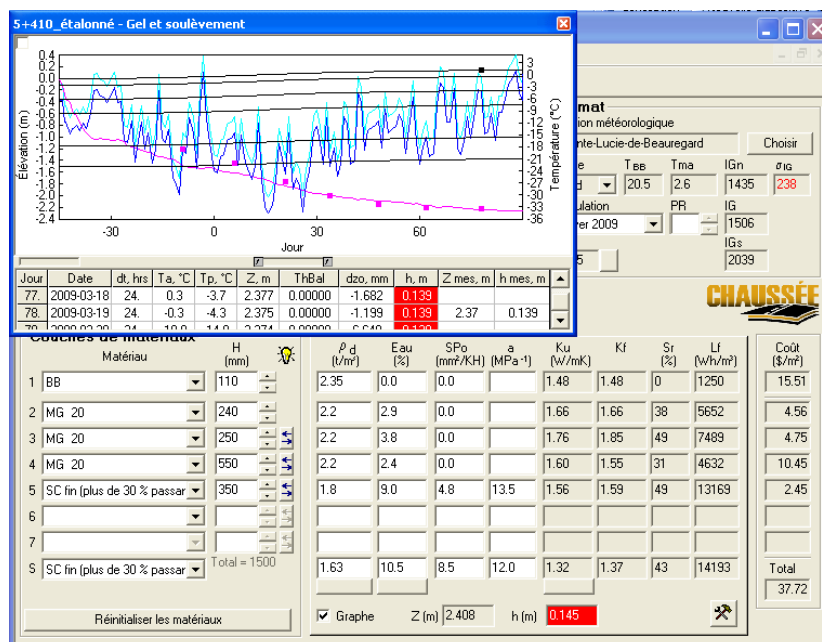 5+410_étalonné - Gel et soulèvement
0.4 0.2 0.0 -0.2 -0.4 -0.6 -0.8 -1.0 -1.2 -1.4 -1.6 -1.8 -2.0 -2.2 -2.4
Élévation (m)
3 0 -3 -6 -9 -12 -15 -18 -21 -24 -27 -30 -33 -36
Température (°C)
-30 0 30 60
Jour
Jour Date dt, hrs Ta, °C Tp, °C Z, m ThBal dzo, mm h, m Z mes, m h mes, m
77. 2009-03-18 24. 0.3 -3.7 2.377 0.00000 -1.682 0.139
78. 2009-03-19 24. -0.3 -4.3 2.375 0.00000 -1.199 0.139 2.37 0.139
mat
ion météorologique
nte-Lucie-de-Beauregard Choisir
e T BB Tma IGn σ IG
d 20.5 2.6 1435 238
ulation PR IG
er 2009 1506
IGs
5 2039
CHAUSSÉE
Couches de matériaux
Matériau H (mm) ρ d (t/m³) Eau (%) SPo (mm²/KH) a (MPa⁻¹) Ku (W/mK) Kf Sr (%) Lf (Wh/m³) Coût ($/m²)
1 BB 110 2.35 0.0 0.0 1.48 1.48 0 1250 15.51
2 MG 20 240 2.2 2.9 0.0 1.66 1.66 38 5652 4.56
3 MG 20 250 2.2 3.8 0.0 1.76 1.85 49 7489 4.75
4 MG 20 550 2.2 2.4 0.0 1.60 1.55 31 4632 10.45
5 SC fin (plus de 30 % passar 350 1.8 9.0 4.8 13.5 1.56 1.59 49 13169 2.45
6
7
S SC fin (plus de 30 % passar Total = 1500 1.63 10.5 8.5 12.0 1.32 1.37 43 14193 Total
37.72
Réinitialiser les matériaux Graphe Z (m) 2.408 h (m) 0.145